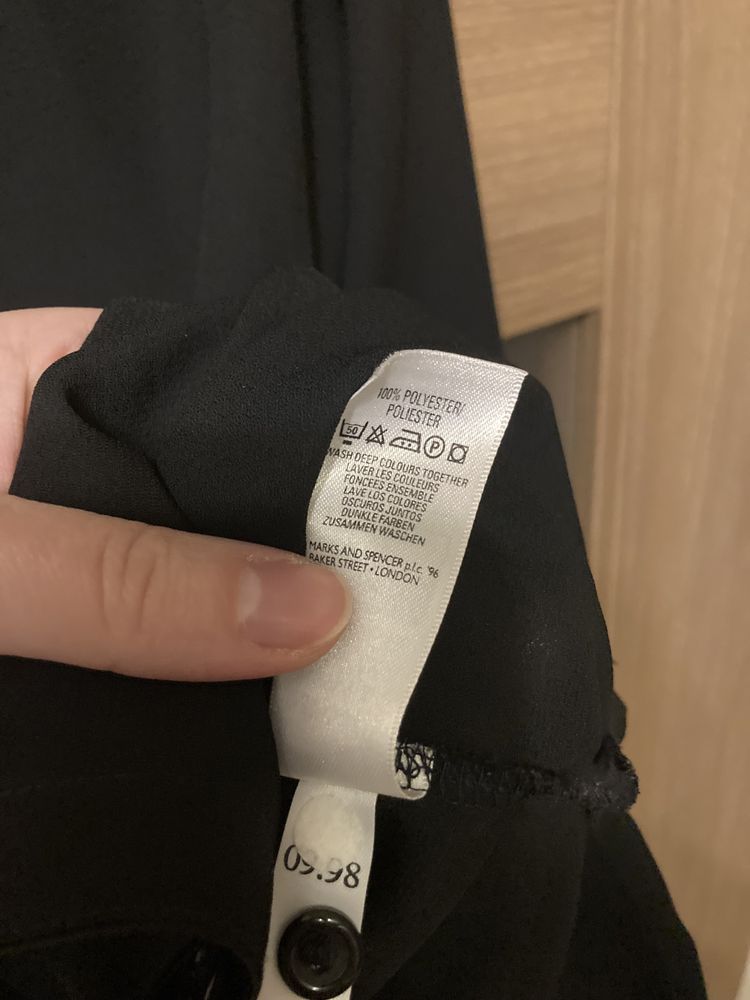 100% POLYESTER/
POLIESTER
50 P
WASH DEEP COLOURS TOGETHER
LAVER LES COULEURS
FONCEES ENSEMBLE
LAVE LOS COLORES
OSCUROS JUNTOS
DUNKLE FARBEN
ZUSAMMEN WASCHEN
MARKS AND SPENCER p.l.c. '96
BAKER STREET • LONDON
09.98